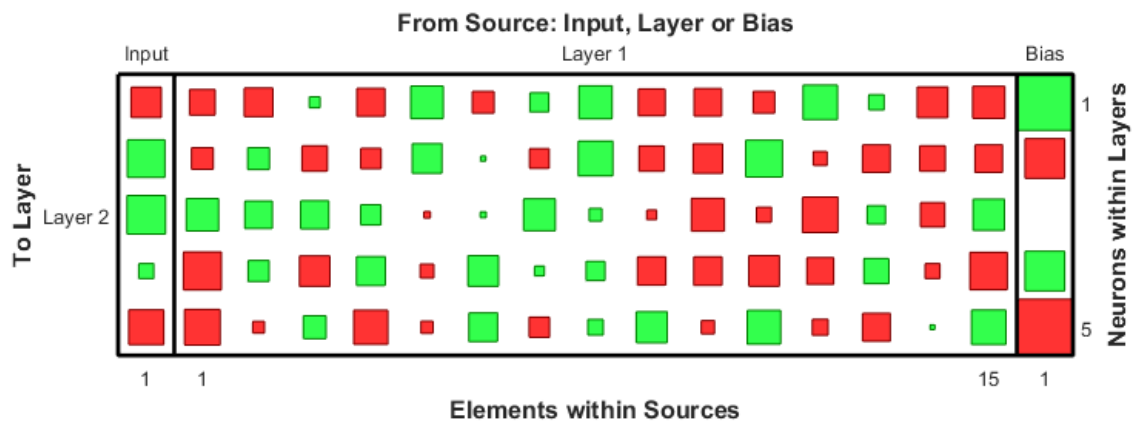 From Source: Input, Layer or Bias
Input Layer 1 Bias
To Layer
Layer 2
1
5
Neurons within Layers
1 1 15 1
Elements within Sources